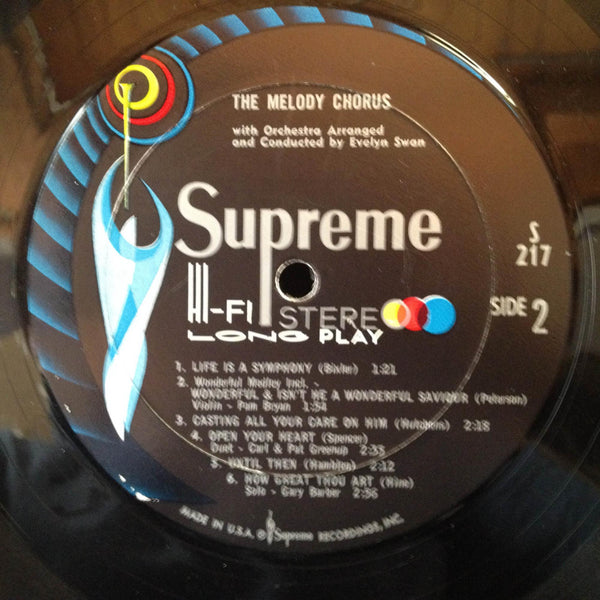 THE MELODY CHORUS
with Orchestra Arranged
and Conducted by Evelyn Swan
Supreme
S
217
HI-FI STEREO
LONG PLAY
SIDE 2
1. LIFE IS A SYMPHONY (Bixler) 1:21
2. Wonderful Medley Incl. -
WONDERFUL & ISN'T HE A WONDERFUL SAVIOUR (Peterson)
Violin - Pam Bryan 1:54
3. CASTING ALL YOUR CARE ON HIM 2:18
4. OPEN YOUR HEART (Spencer)
Duet - Carl & Pat Greenup 2:33
5. UNTIL THEN (Hamblen) 2:12
6. HOW GREAT THOU ART (Hine)
Solo - Gary Barber 2:56
MADE IN U.S.A. © Supreme RECORDINGS, INC.